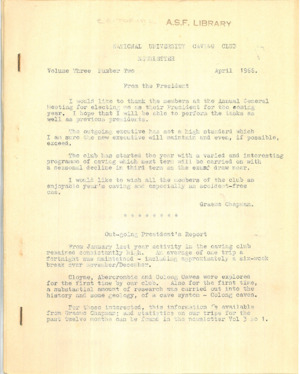 A.S.F. LIBRARY
NATIONAL UNIVERSITY CAVING CLUB
NEWSLETTER
Volume Three Number Two April 1966.
From the President
I would like to thank the members at the Annual General
Meeting for electing me as their President for the coming
year. I hope that I will be able to perform the tasks as
well as previous presidents.
The outgoing executive has set a high standard which
I am sure the new executive will maintain and even, if possible,
exceed.
The club has started the year with a varied and interesting
programme of caving which next term will be carried on with
a seasonal decline in third term as the exams draw near.
I would like to wish all the members of the club an
enjoyable year's caving and especially an accident-free
one.
Graeme Chapman.
* * * * * * * *
Out-going President's Report
From January last year activity in the caving club
remained consistently high. An average of one trip a
fortnight was maintained - including approximately a six-week
break over November/December.
Cliogne, Abercrombie and Colong Caves were explored
for the first time by our club. Also for the first time,
a substantial amount of research was carried out into the
history and some geology, of a cave system - Colong caves.
For those interested, this information is available
from Graeme Chapman; and statistics on our trips for the
past twelve months can be found in the newsletter Vol 3 No 1.